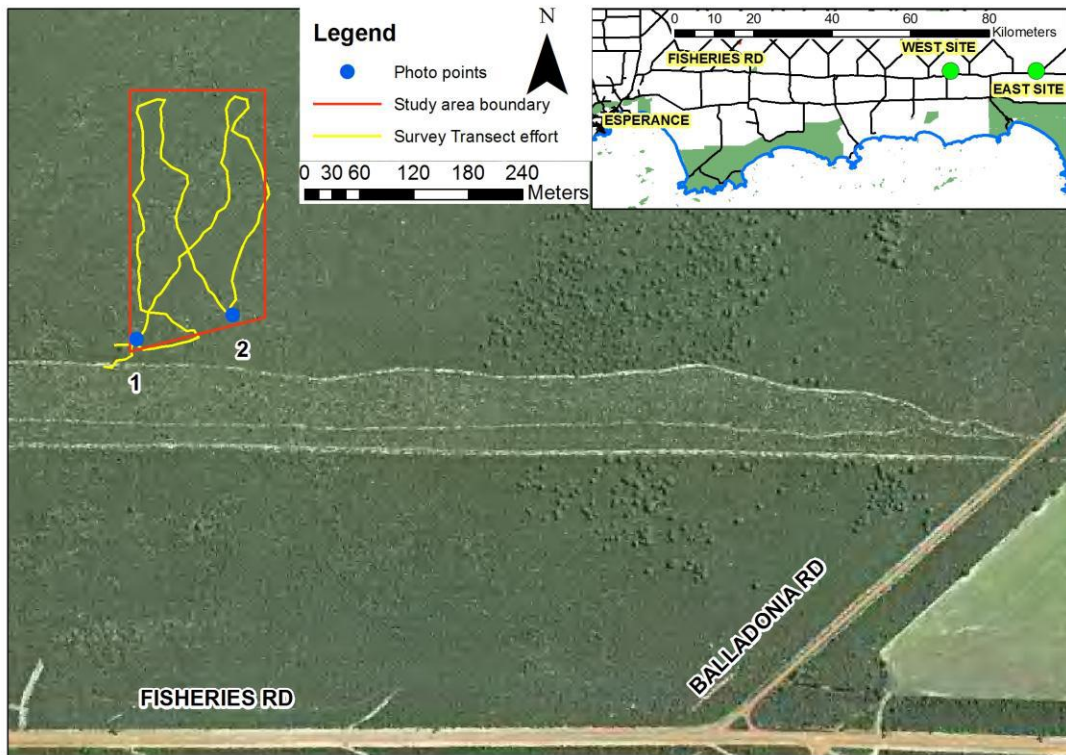 Legend
Photo points
Study area boundary
Survey Transect effort
0 30 60 120 180 240
Meters
N
0 10 20 40 60 80
Kilometers
WEST SITE
FISHERIES RD
EAST SITE
ESPERANCE
1
2
BALLADONIA RD
FISHERIES RD